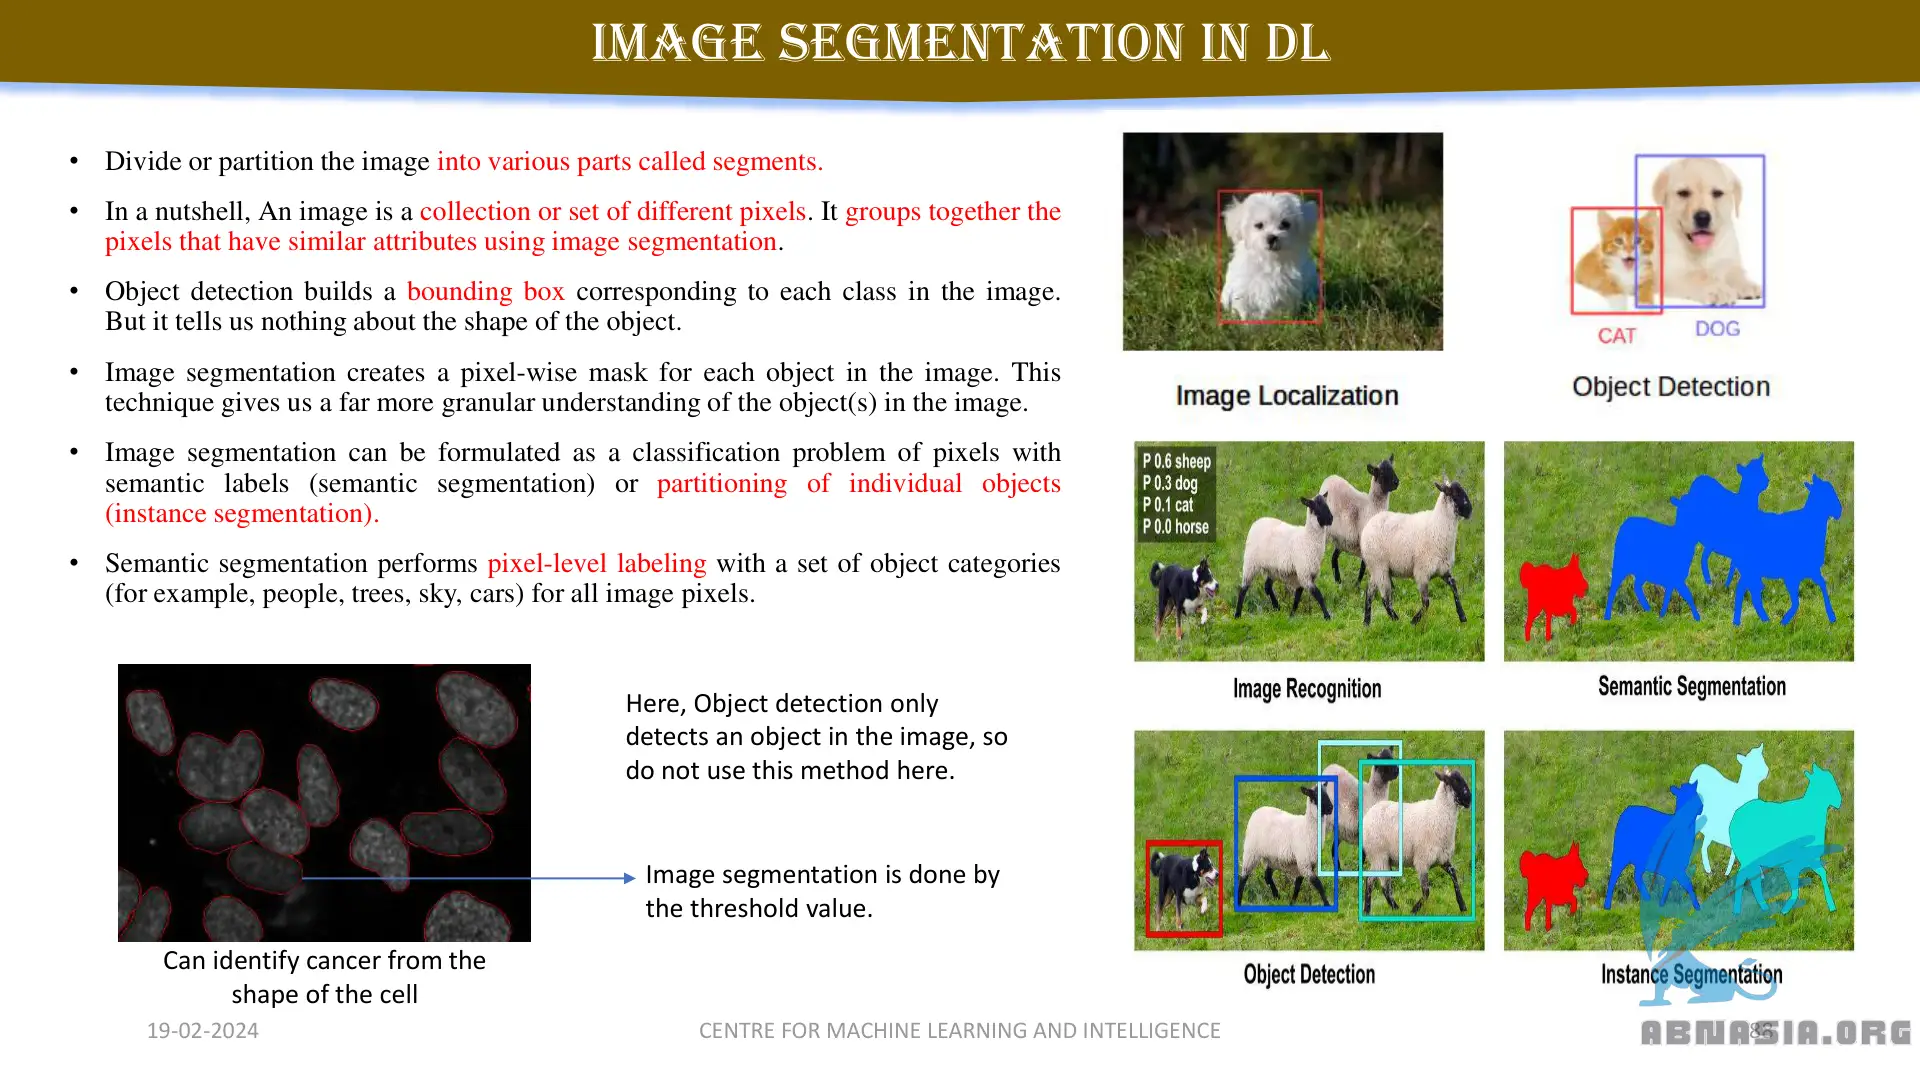 IMAGE SEGMENTATION IN DL
• Divide or partition the image into various parts called segments.
• In a nutshell, An image is a collection or set of different pixels. It groups together the
pixels that have similar attributes using image segmentation.
• Object detection builds a bounding box corresponding to each class in the image.
But it tells us nothing about the shape of the object.
• Image segmentation creates a pixel-wise mask for each object in the image. This
technique gives us a far more granular understanding of the object(s) in the image.
• Image segmentation can be formulated as a classification problem of pixels with
semantic labels (semantic segmentation) or partitioning of individual objects
(instance segmentation).
• Semantic segmentation performs pixel-level labeling with a set of object categories
(for example, people, trees, sky, cars) for all image pixels.
Here, Object detection only
detects an object in the image, so
do not use this method here.
Image segmentation is done by
the threshold value.
Can identify cancer from the
shape of the cell
CAT
DOG
Image Localization
Object Detection
P 0.6 sheep
P 0.3 dog
P 0.1 cat
P 0.0 horse
Image Recognition
Semantic Segmentation
Object Detection
Instance Segmentation
19-02-2024
CENTRE FOR MACHINE LEARNING AND INTELLIGENCE
ABNASIA.ORG